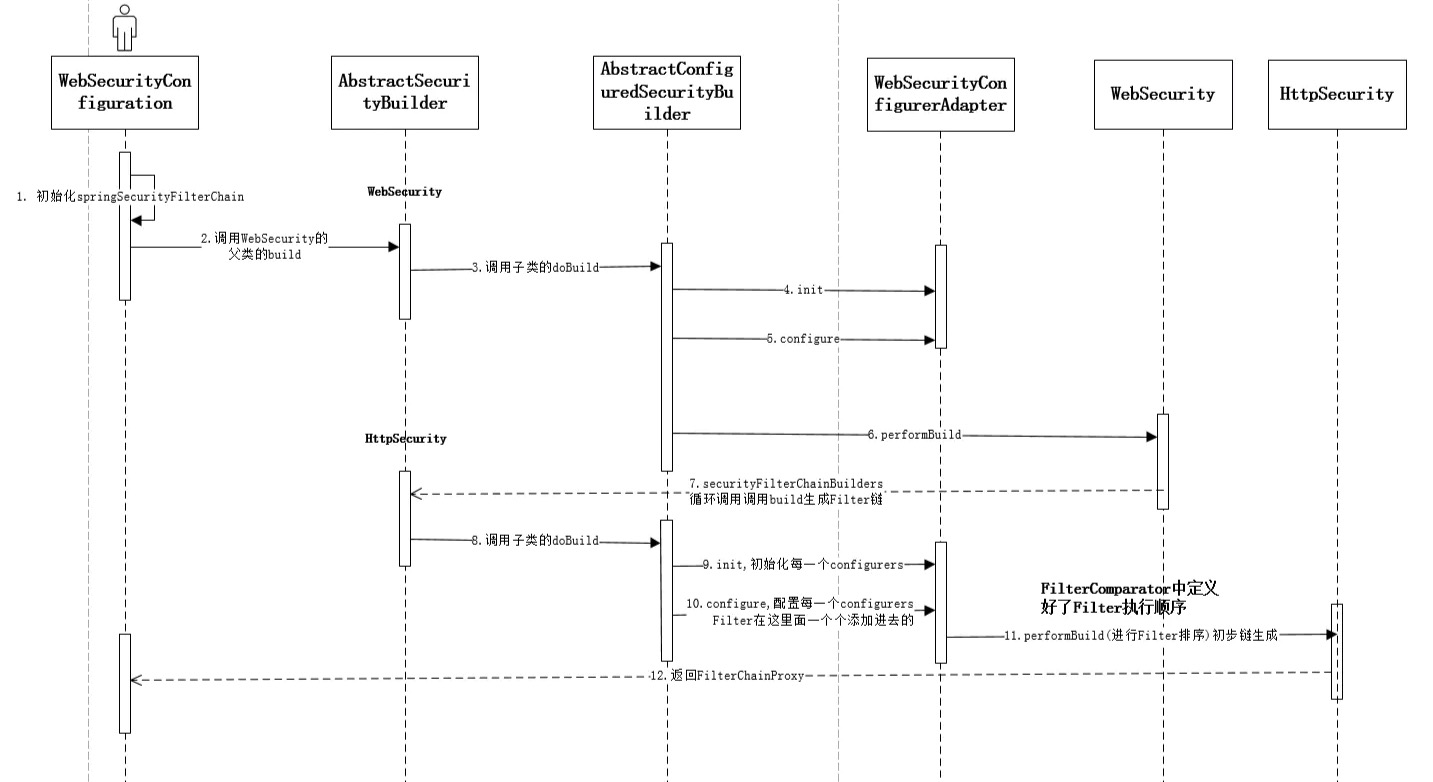 WebSecurityCon
figuration
AbstractSecuri
tyBuilder
AbstractConfig
uredSecurityBu
ilder
WebSecurityCon
figurerAdapter
WebSecurity
HttpSecurity
1. 初始化springSecurityFilterChain
WebSecurity
2.调用WebSecurity的
父类的build
3.调用子类的doBuild
4.init
5.configure
HttpSecurity
6.performBuild
7.securityFilterChainBuilders
循环调用调用build生成Filter链
8.调用子类的doBuild
9.init,初始化每一个configurers
10.configure,配置每一个configurers
Filter在这里面一个个添加进去的
FilterComparator中定义
好了Filter执行顺序
11.performBuild(进行Filter排序)初步链生成
12.返回FilterChainProxy